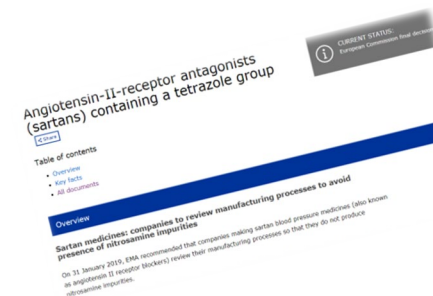 CURRENT STATUS:
European Commission final decision
Angiotensin-II-receptor antagonists
(sartans) containing a tetrazole group
Share
Table of contents
• Overview
• Key facts
• All documents
Overview
Sartan medicines: companies to review manufacturing processes to avoid
presence of nitrosamine impurities
On 31 January 2019, EMA recommended that companies making sartan blood pressure medicines (also known
as angiotensin II receptor blockers) review their manufacturing processes so that they do not produce
nitrosamine impurities.